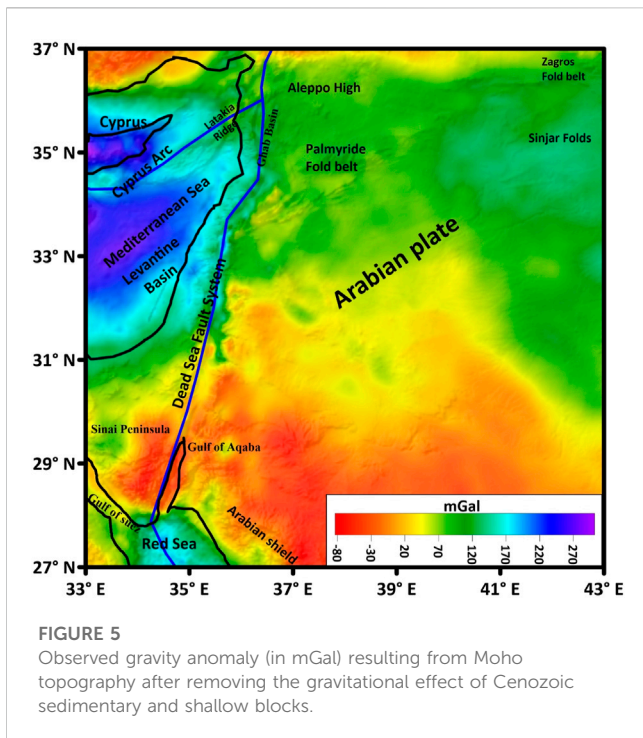 37° N
35° N
33° N
31° N
29° N
27° N
33° E
35° E
37° E
39° E
41° E
43° E
Zagros
Fold belt
Aleppo High
Cyprus
Latakia
Ridge
Ghab Basin
Sinjar Folds
Palmyride
Fold belt
Cyprus Arc
Mediterranean Sea
Levantine
Basin
Arabian plate
Dead Sea Fault System
Sinai Peninsula
Gulf of Aqaba
Gulf of suez
Arabian shield
Red Sea
mGal
-80
-30
20
70
120
170
220
270
FIGURE 5
Observed gravity anomaly (in mGal) resulting from Moho
topography after removing the gravitational effect of Cenozoic
sedimentary and shallow blocks.